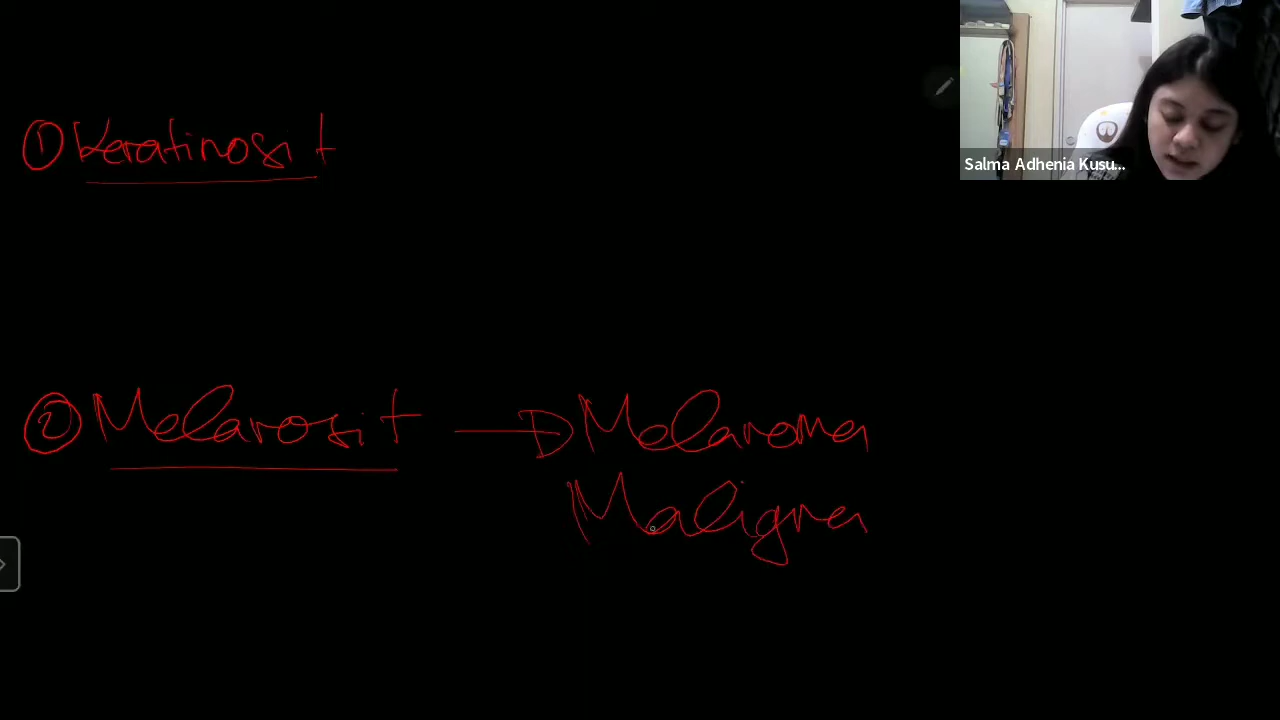 ① Keratinosit
Salma Adhenia Kusu...
② Melanosit → Melanoma
Maligna